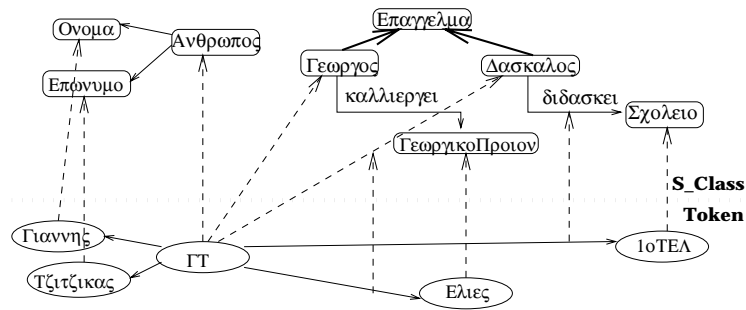 Επαγγελμα
Ονομα
Ανθρωπος
Γεωργος
Δασκαλος
Επωνυμο
καλλιεργει
διδασκει
Σχολειο
ΓεωργικοΠροιον
S_Class
Token
Γιαννης
ΓΤ
1οΤΕΛ
Τζιτζικας
Ελιες